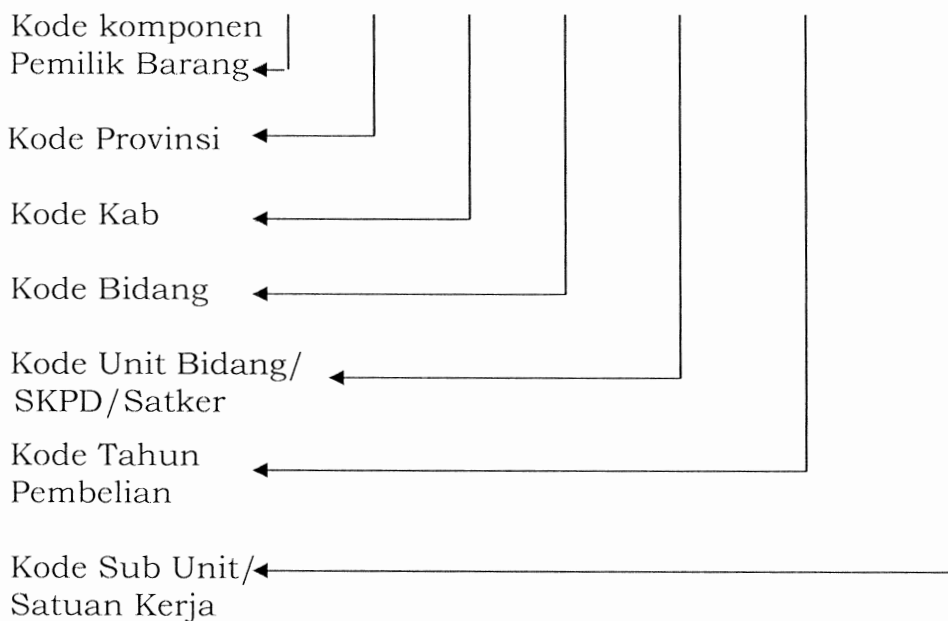 Kode komponen
Pemilik Barang
Kode Provinsi
Kode Kab
Kode Bidang
Kode Unit Bidang/
SKPD/Satker
Kode Tahun
Pembelian
Kode Sub Unit/
Satuan Kerja